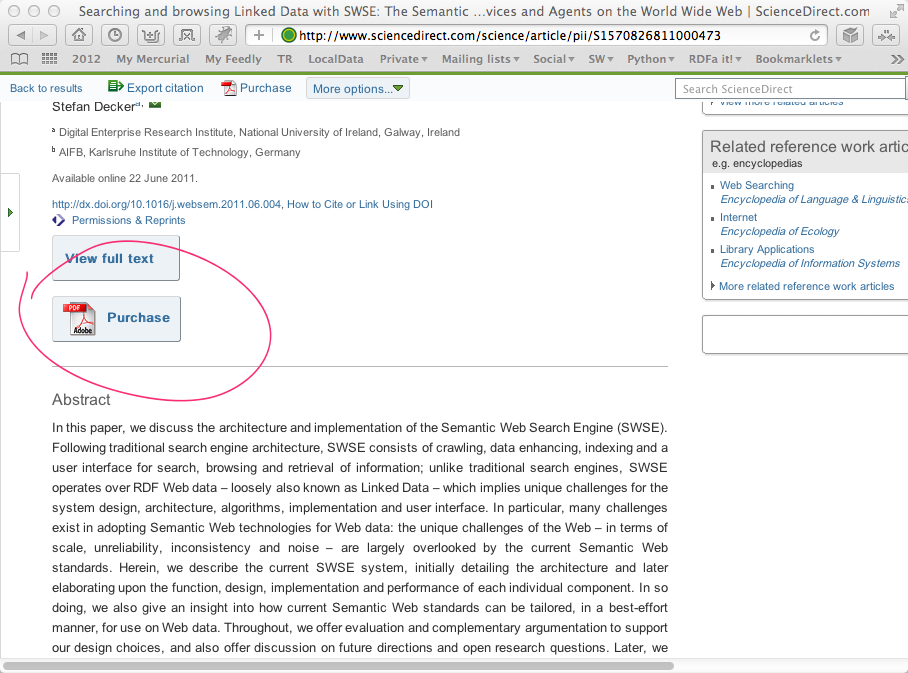 Searching and browsing Linked Data with SWSE: The Semantic ...vices and Agents on the World Wide Web | ScienceDirect.com
http://www.sciencedirect.com/science/article/pii/S1570826811000473
2012 My Mercurial My Feedly TR LocalData Private Mailing lists Social SW Python RDFa it! Bookmarklets
Back to results Export citation PDF Purchase More options... Search ScienceDirect
Stefan Decker a,
a Digital Enterprise Research Institute, National University of Ireland, Galway, Ireland
b AIFB, Karlsruhe Institute of Technology, Germany
Available online 22 June 2011.
http://dx.doi.org/10.1016/j.websem.2011.06.004, How to Cite or Link Using DOI
Permissions & Reprints
View full text
PDF
Adobe
Purchase
Abstract
In this paper, we discuss the architecture and implementation of the Semantic Web Search Engine (SWSE).
Following traditional search engine architecture, SWSE consists of crawling, data enhancing, indexing and a
user interface for search, browsing and retrieval of information; unlike traditional search engines, SWSE
operates over RDF Web data – loosely also known as Linked Data – which implies unique challenges for the
system design, architecture, algorithms, implementation and user interface. In particular, many challenges
exist in adopting Semantic Web technologies for Web data: the unique challenges of the Web – in terms of
scale, unreliability, inconsistency and noise – are largely overlooked by the current Semantic Web
standards. Herein, we describe the current SWSE system, initially detailing the architecture and later
elaborating upon the function, design, implementation and performance of each individual component. In so
doing, we also give an insight into how current Semantic Web standards can be tailored, in a best-effort
manner, for use on Web data. Throughout, we offer evaluation and complementary argumentation to support
our design choices, and also offer discussion on future directions and open research questions. Later, we
View more related articles
Related reference work artic
e.g. encyclopedias
Web Searching
Encyclopedia of Language & Linguistics
Internet
Encyclopedia of Ecology
Library Applications
Encyclopedia of Information Systems
More related reference work articles